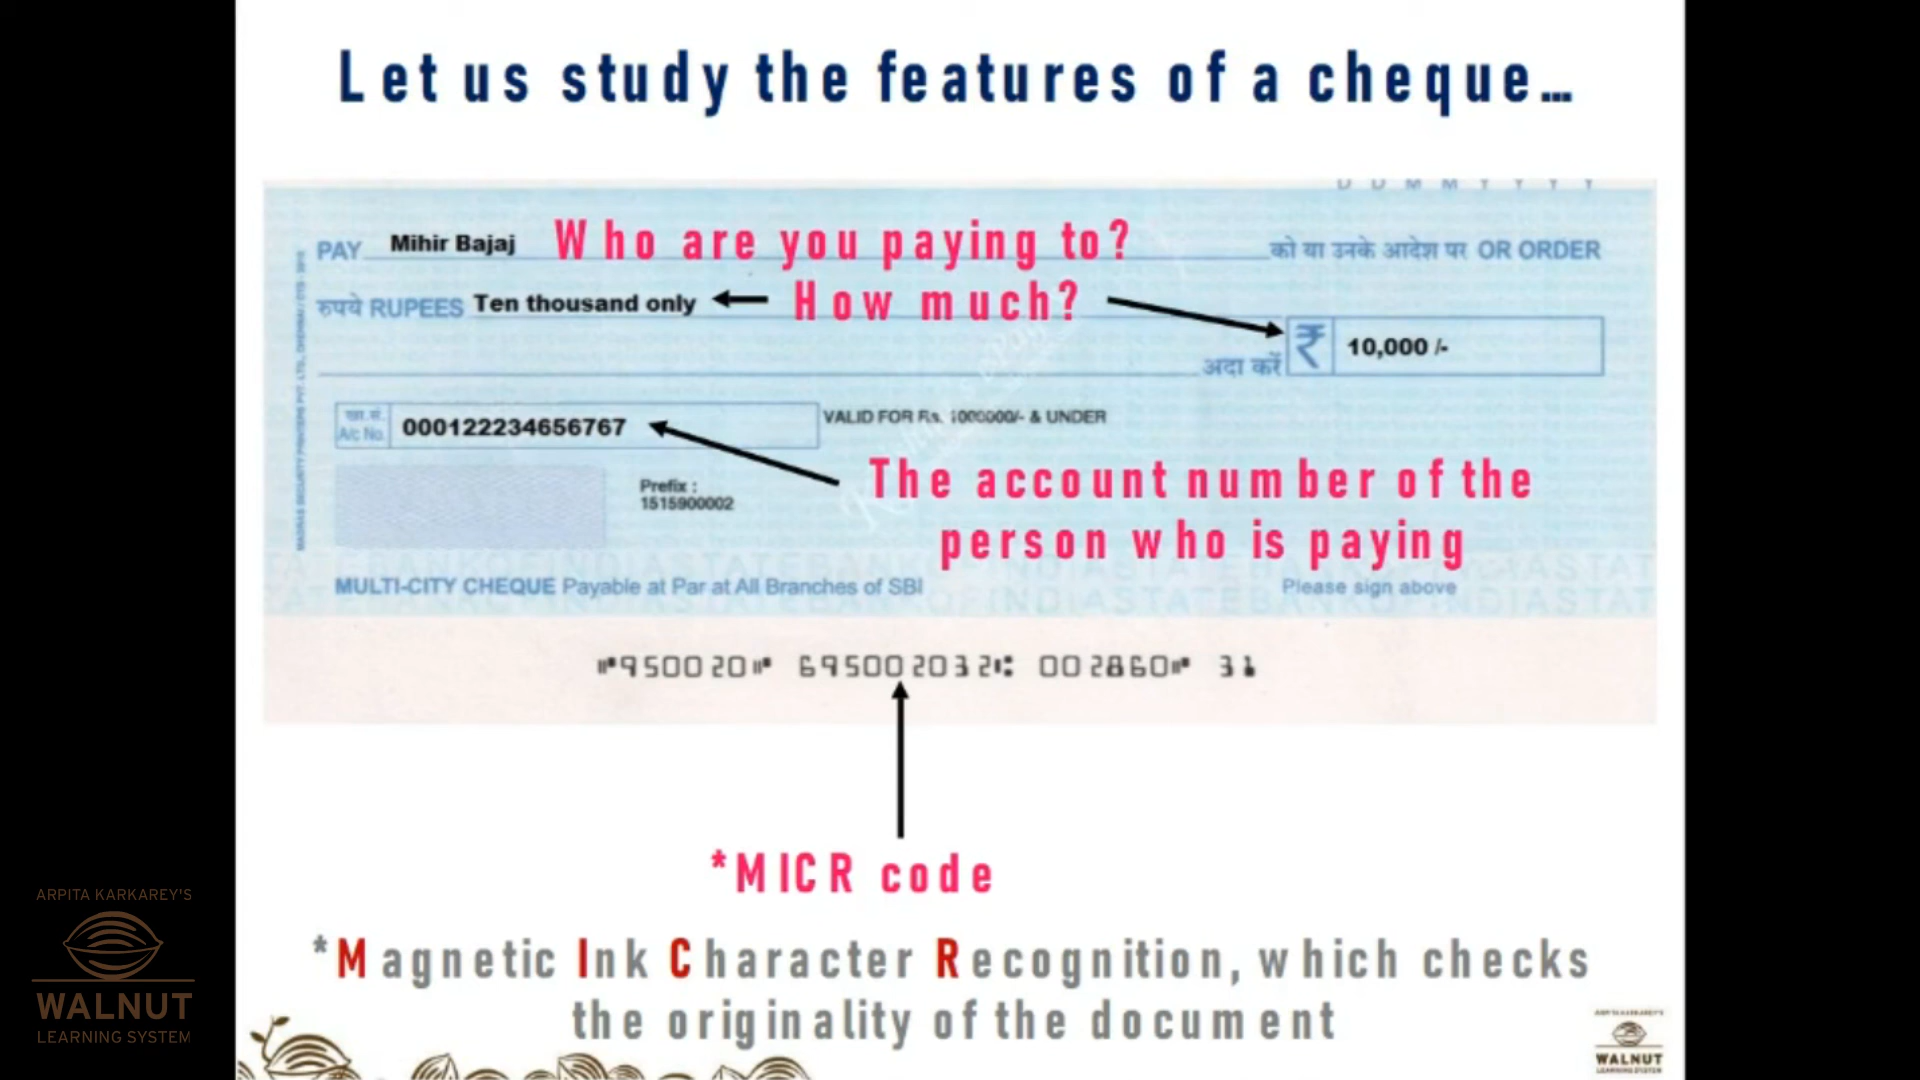 Let us study the features of a cheque...
D D M M Y Y Y Y
PAY Mihir Bajaj Who are you paying to? को या उनके आदेश पर OR ORDER
रुपये RUPEES Ten thousand only How much?
अदा करें ₹ 10,000 /-
खा.सं.
A/c No. 000122234656767 VALID FOR Rs. 1000000/- & UNDER
The account number of the
person who is paying
Prefix :
1515900002
MULTI-CITY CHEQUE Payable at Par at All Branches of SBI Please sign above
⑈950020⑈ 695002032⑆ 002860⑈ 31
*MICR code
*Magnetic Ink Character Recognition, which checks
the originality of the document
ARPITA KARKAREY'S
WALNUT
LEARNING SYSTEM
ARPITA KARKAREY'S
WALNUT
LEARNING SYSTEM